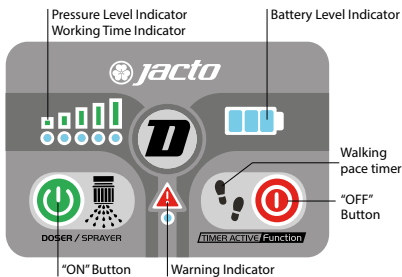 Pressure Level Indicator
Working Time Indicator
Battery Level Indicator
jacto
D
Walking
pace timer
"OFF"
Button
DOSER / SPRAYER
TIMER ACTIVE Function
"ON" Button
Warning Indicator